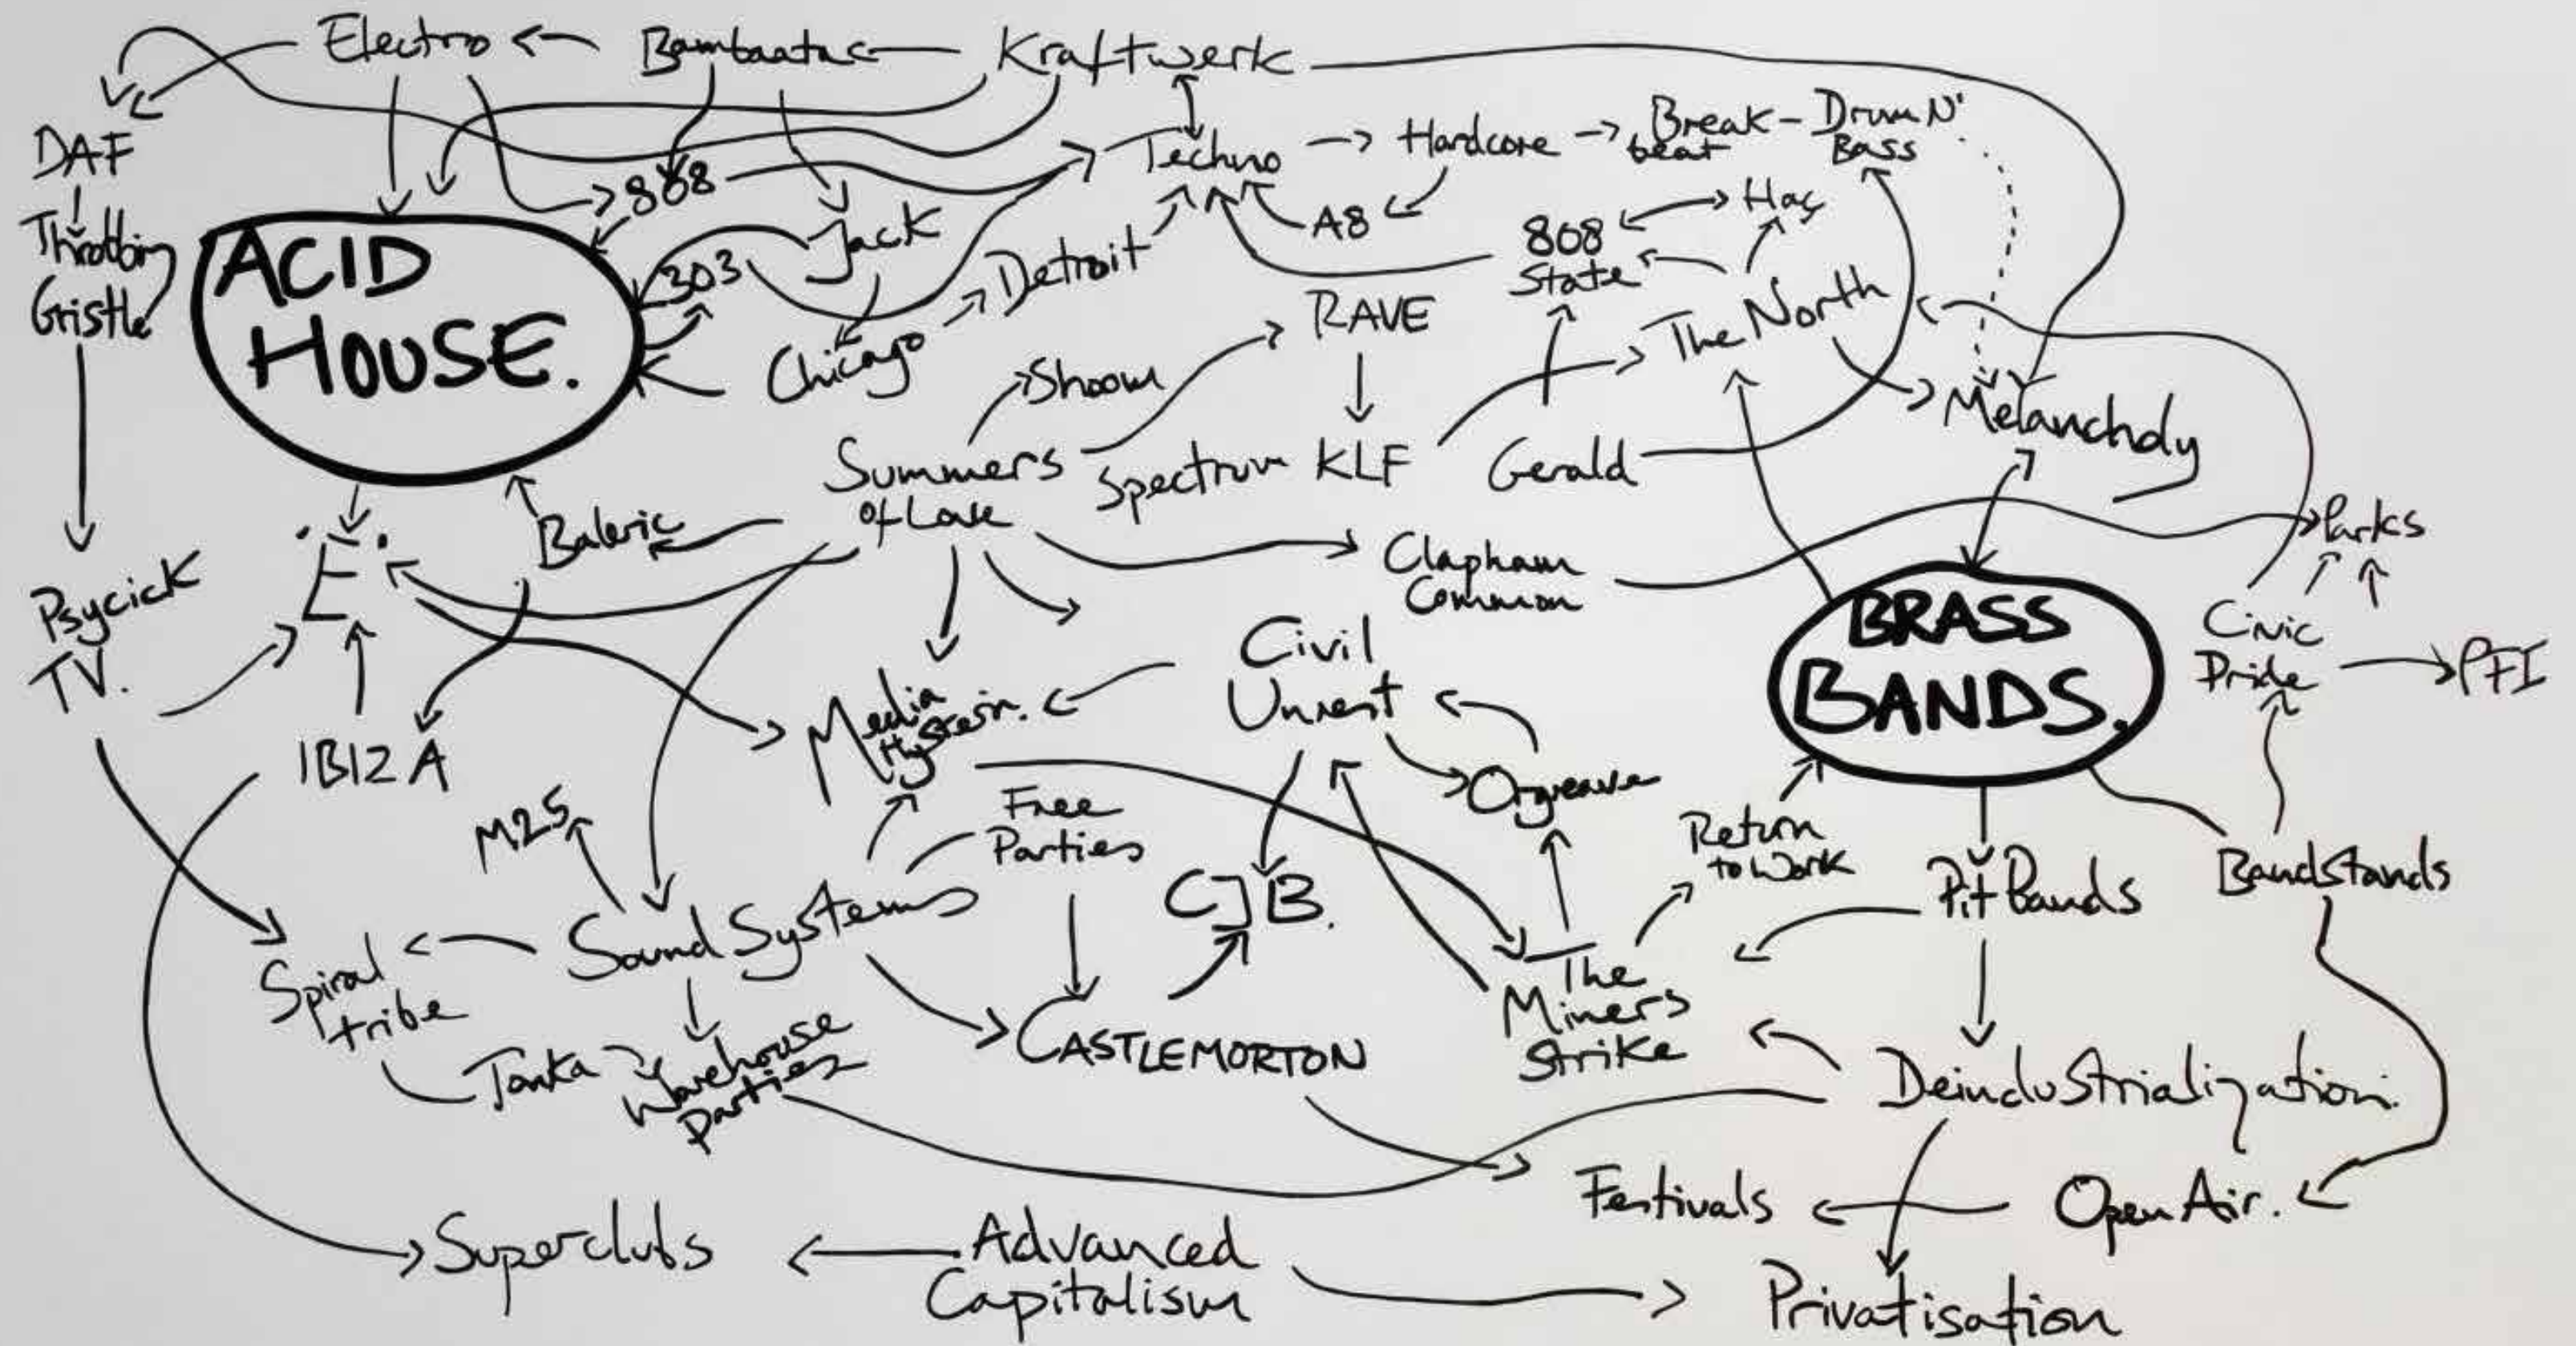 Electro
Bambaataa
Kraftwerk
DAF
Throbbing
Gristle
ACID
HOUSE.
808
303
Jack
Techno
Hardcore
Break
beat
Drum N'
Bass
A8
808
State
Haç
Detroit
Chicago
Shoom
RAVE
The North
Melancholy
Summers
of Love
Spectrum
KLF
Gerald
Baleric
Ë.
Psycick
TV.
IBIZA
Clapham
Common
Parks
BRASS
BANDS.
Civic
Pride
PFI
Civil
Unrest
Media
Hysteria.
Orgreave
M25
Free
Parties
Return
to Work
Pit Bands
BandStands
CJB.
Sound Systems
Spiral
tribe
Tonka
Warehouse
Parties
CASTLEMORTON
The
Miners
Strike
Deindustrialization.
Festivals
Open Air.
Superclubs
Advanced
Capitalism
Privatisation